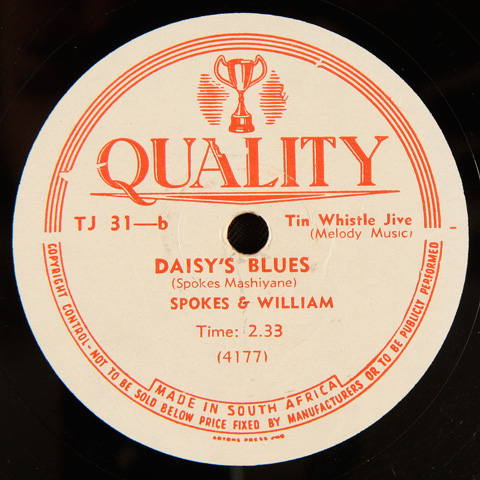 QUALITY
TJ 31—b
Tin Whistle Jive
(Melody Music)
DAISY'S BLUES
(Spokes Mashiyane)
SPOKES & WILLIAM
Time: 2.33
(4177)
MADE IN SOUTH AFRICA
COPYRIGHT CONTROL - NOT TO BE SOLD BELOW PRICE FIXED BY MANUFACTURERS OR TO BE PUBLICLY PERFORMED